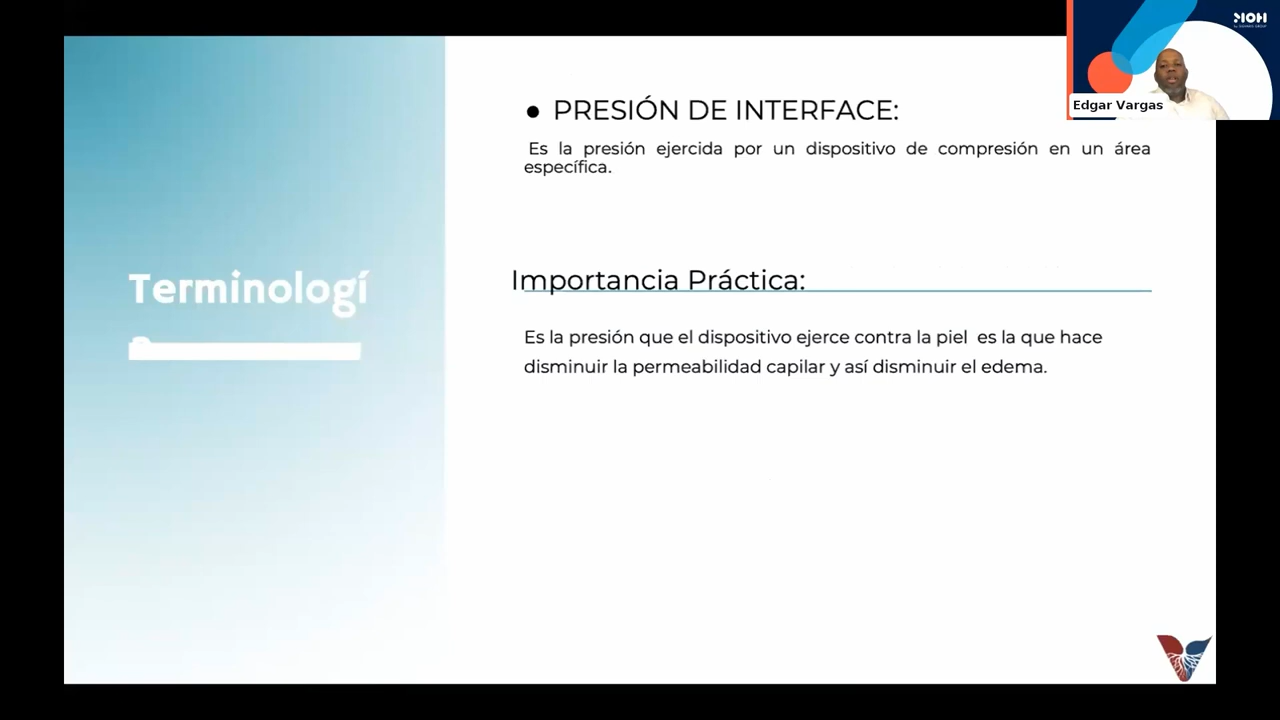 MOH
Edgar Vargas
Terminologí
● PRESIÓN DE INTERFACE:
Es la presión ejercida por un dispositivo de compresión en un área
específica.
Importancia Práctica:
Es la presión que el dispositivo ejerce contra la piel es la que hace
disminuir la permeabilidad capilar y así disminuir el edema.